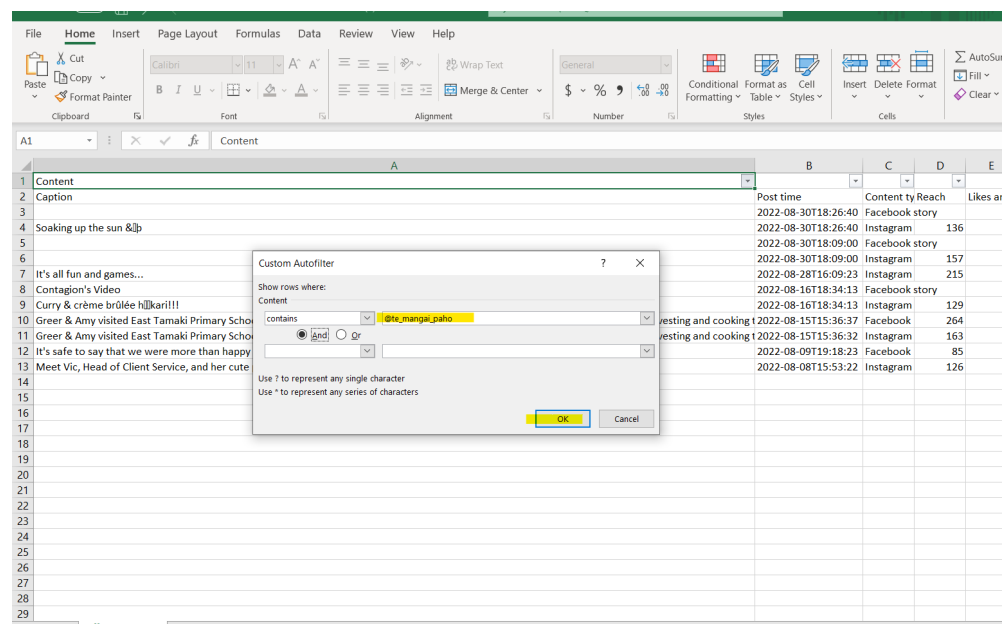 File Home Insert Page Layout Formulas Data Review View Help
Cut
Copy
Format Painter
Paste
Calibri 11 A^ A˅
B I U A
ab Wrap Text
Merge & Center
General
$ % 9
Conditional Formatting
Format as Table
Cell Styles
Insert Delete Format
AutoSu
Fill
Clear
Clipboard Font Alignment Number Styles Cells
A1 fx Content
A B C D E
1 Content
2 Caption Post time Content ty Reach Likes a
3 2022-08-30T18:26:40 Facebook story
4 Soaking up the sun & 2022-08-30T18:26:40 Instagram 136
5 2022-08-30T18:09:00 Facebook story
6 2022-08-30T18:09:00 Instagram 157
7 It's all fun and games... 2022-08-28T16:09:23 Instagram 215
8 Contagion's Video 2022-08-16T18:34:13 Facebook story
9 Curry & crème brûlée h▯▯kari!!! 2022-08-16T18:34:13 Instagram 129
10 Greer & Amy visited East Tamaki Primary Scho vesting and cooking t 2022-08-15T15:36:37 Facebook 264
11 Greer & Amy visited East Tamaki Primary Scho vesting and cooking t 2022-08-15T15:36:32 Instagram 163
12 It's safe to say that we were more than happy 2022-08-09T19:18:23 Facebook 85
13 Meet Vic, Head of Client Service, and her cute 2022-08-08T15:53:22 Instagram 126
14
15
16
17
18
19
20
21
22
23
24
25
26
27
28
29
Custom Autofilter ? ×
Show rows where:
Content
contains @te_mangai_paho
And Or
Use ? to represent any single character
Use * to represent any series of characters
OK Cancel